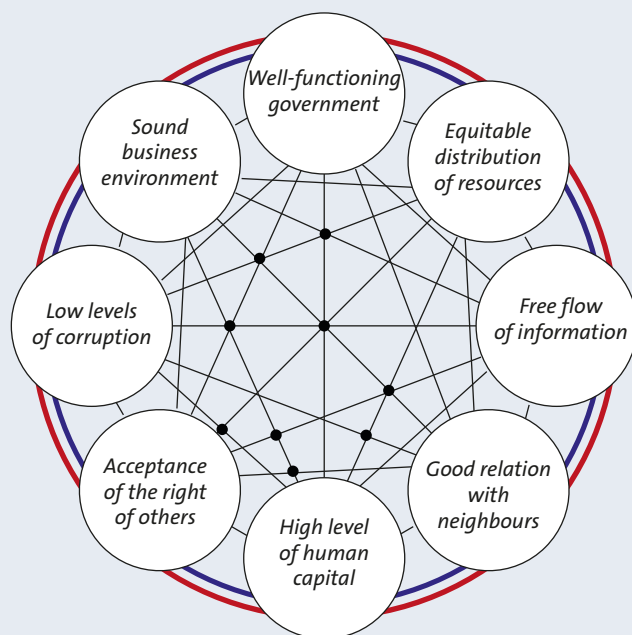 Well-functioning
government
Sound
business
environment
Equitable
distribution
of resources
Low levels
of corruption
Free flow
of information
Acceptance
of the right
of others
Good relation
with
neighbours
High level
of human
capital